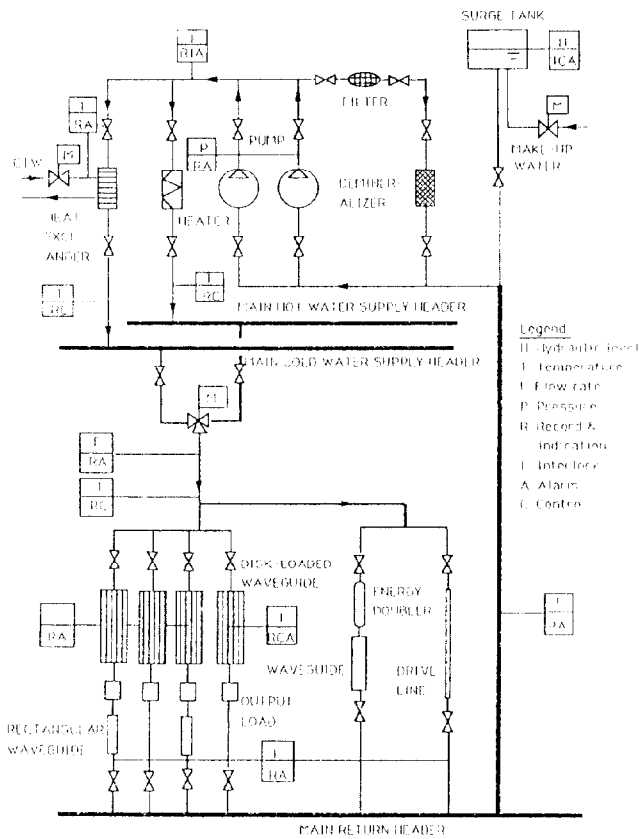 SURGE TANK
H
ICA
M
MAKE-UP
WATER
RIA
FILTER
T
RA
M
P
RA
PUMP
DEMINER-
ALIZER
HEATER
HEAT
EXCH
ANGER
T
RC
T
RC
MAIN HOT WATER SUPPLY HEADER
MAIN COLD WATER SUPPLY HEADER
M
F
RA
T
RC
Legend
H Hydraulic level
T Temperature
F Flow rate
P Pressure
R Record &
Indication
I Interlock
A Alarm
C Control
DISK-LOADED
WAVEGUIDE
RA
T
RCA
ENERGY
DOUBLER
WAVEGUIDE
DRIVE
LINE
RA
OUTPUT
LOAD
RECTANGULAR
WAVEGUIDE
RA
MAIN RETURN HEADER